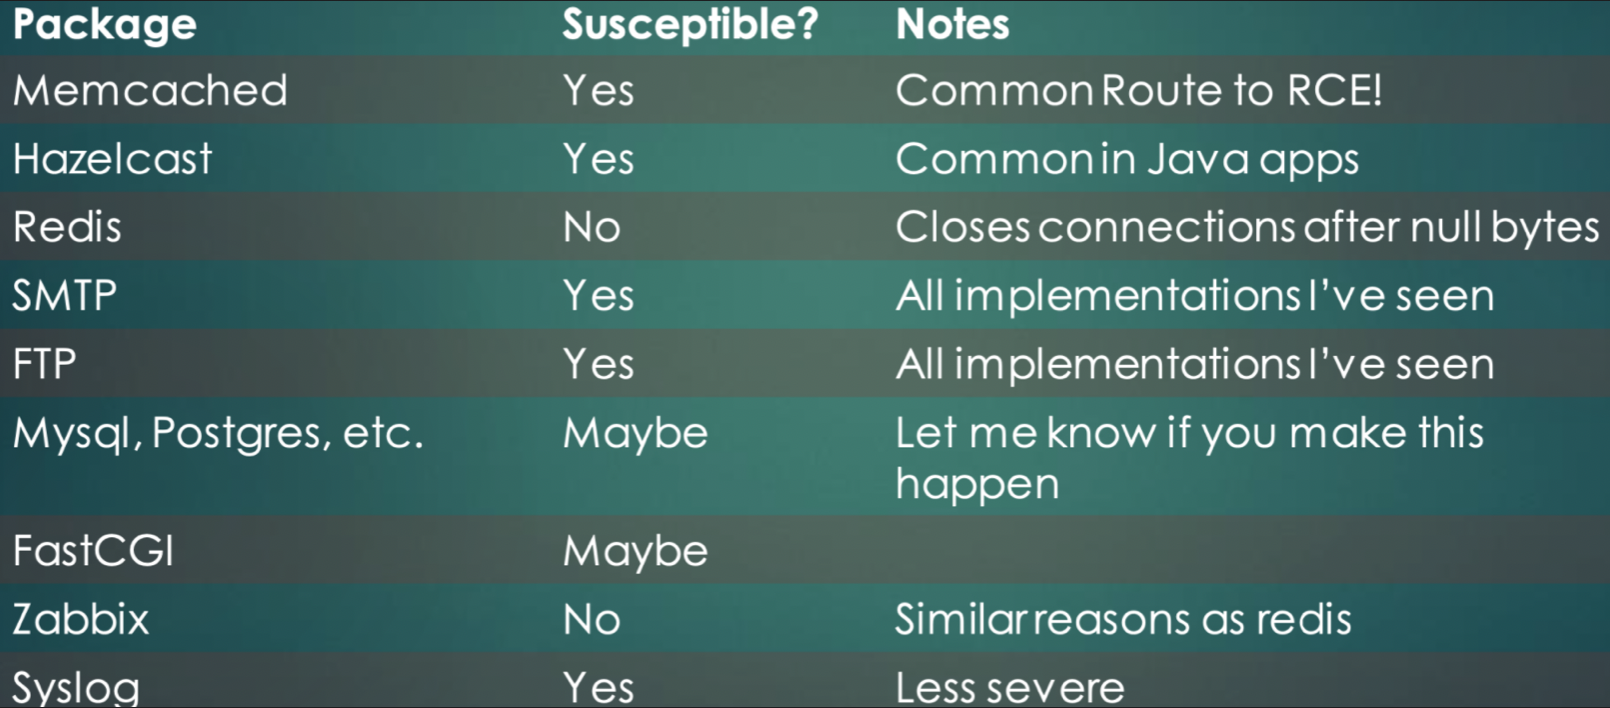 Package Susceptible? Notes
Memcached Yes Common Route to RCE!
Hazelcast Yes Common in Java apps
Redis No Closes connections after null bytes
SMTP Yes All implementations I've seen
FTP Yes All implementations I've seen
Mysql, Postgres, etc. Maybe Let me know if you make this
happen
FastCGI Maybe
Zabbix No Similar reasons as redis
Syslog Yes Less severe